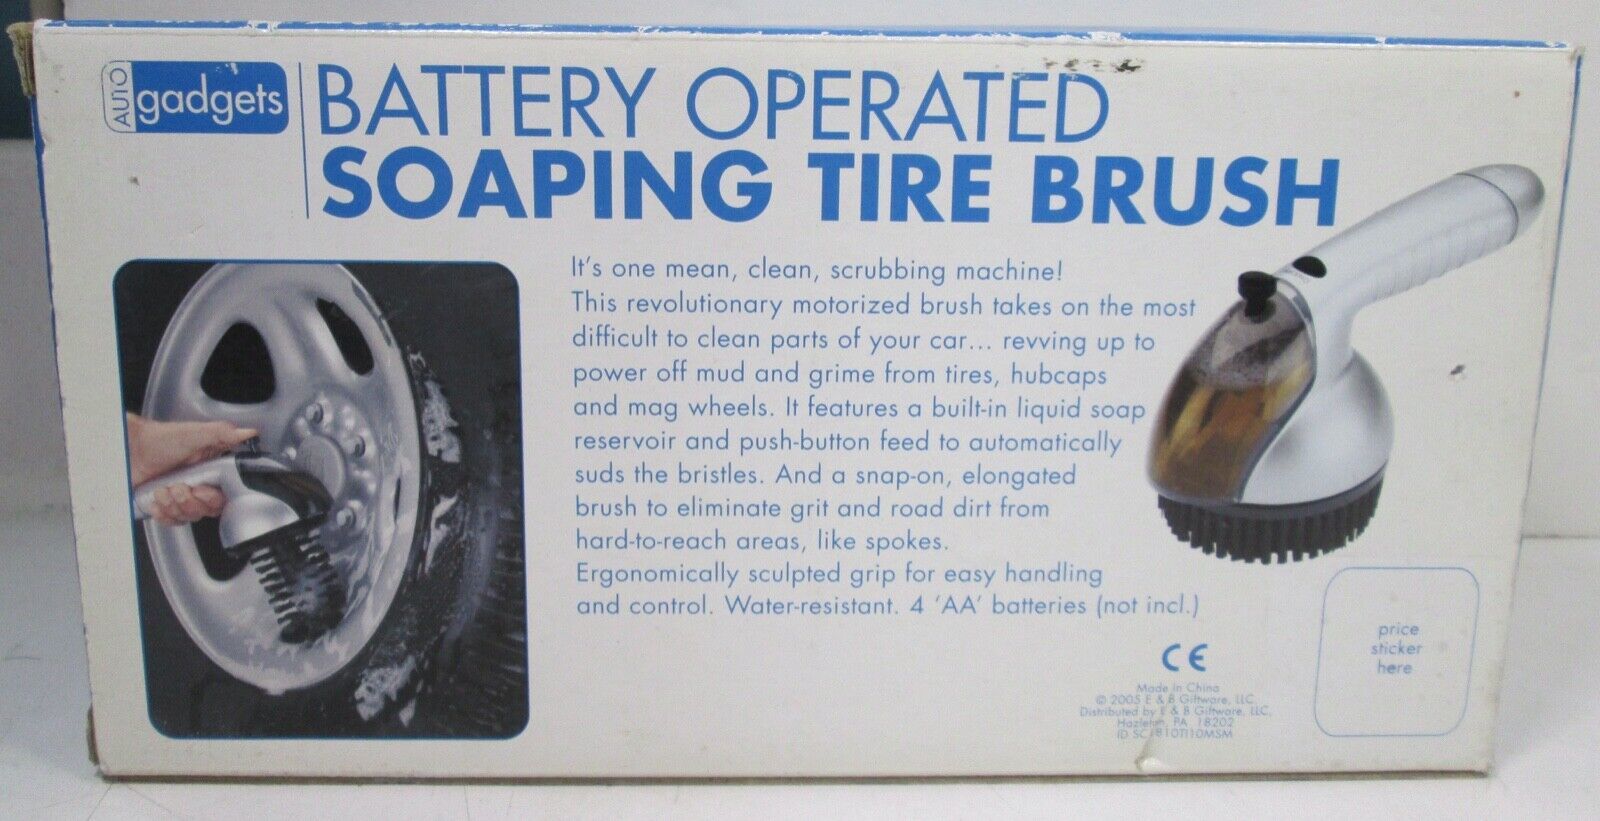 AUTO gadgets
BATTERY OPERATED
SOAPING TIRE BRUSH
It's one mean, clean, scrubbing machine!
This revolutionary motorized brush takes on the most
difficult to clean parts of your car... revving up to
power off mud and grime from tires, hubcaps
and mag wheels. It features a built-in liquid soap
reservoir and push-button feed to automatically
suds the bristles. And a snap-on, elongated
brush to eliminate grit and road dirt from
hard-to-reach areas, like spokes.
Ergonomically sculpted grip for easy handling
and control. Water-resistant. 4 'AA' batteries (not incl.)
CE
Made in China
© 2005 E & B Giftware, LLC.
Distributed by E & B Giftware, LLC.
Hazleton, PA 18202
ID
price
sticker
here